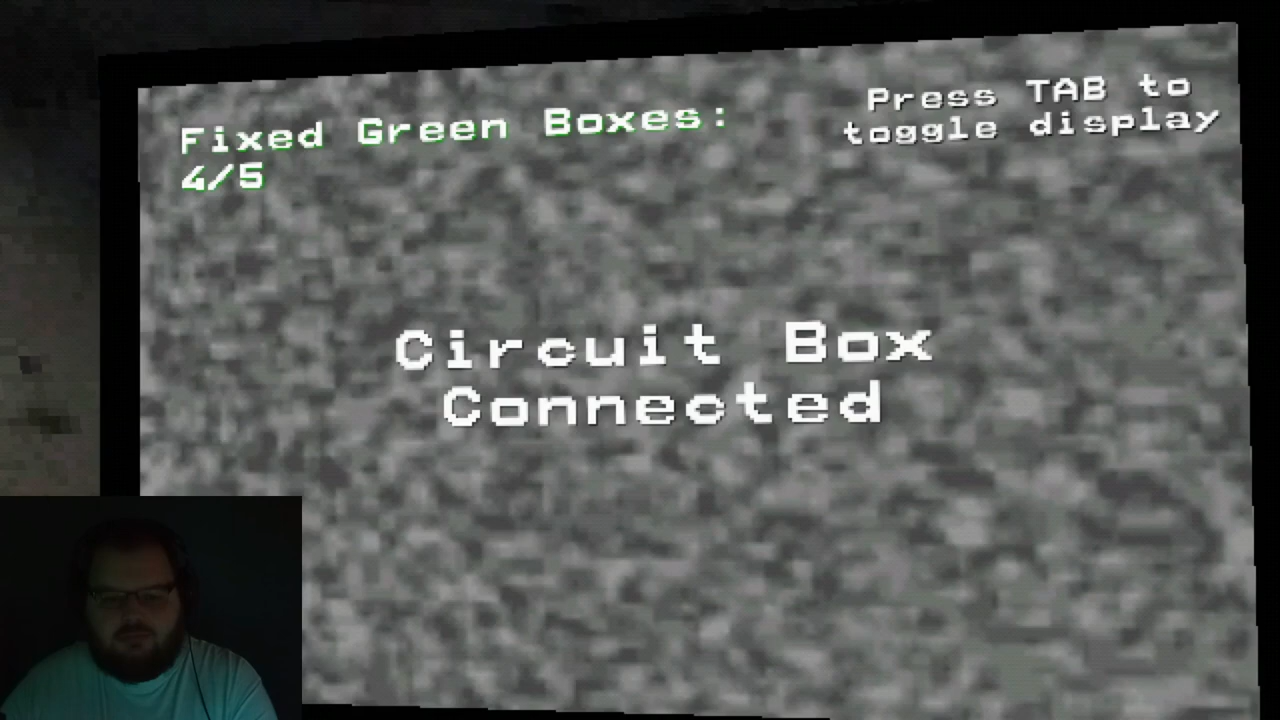 Fixed Green Boxes:
4/5
Press TAB to
toggle display
Circuit Box
Connected